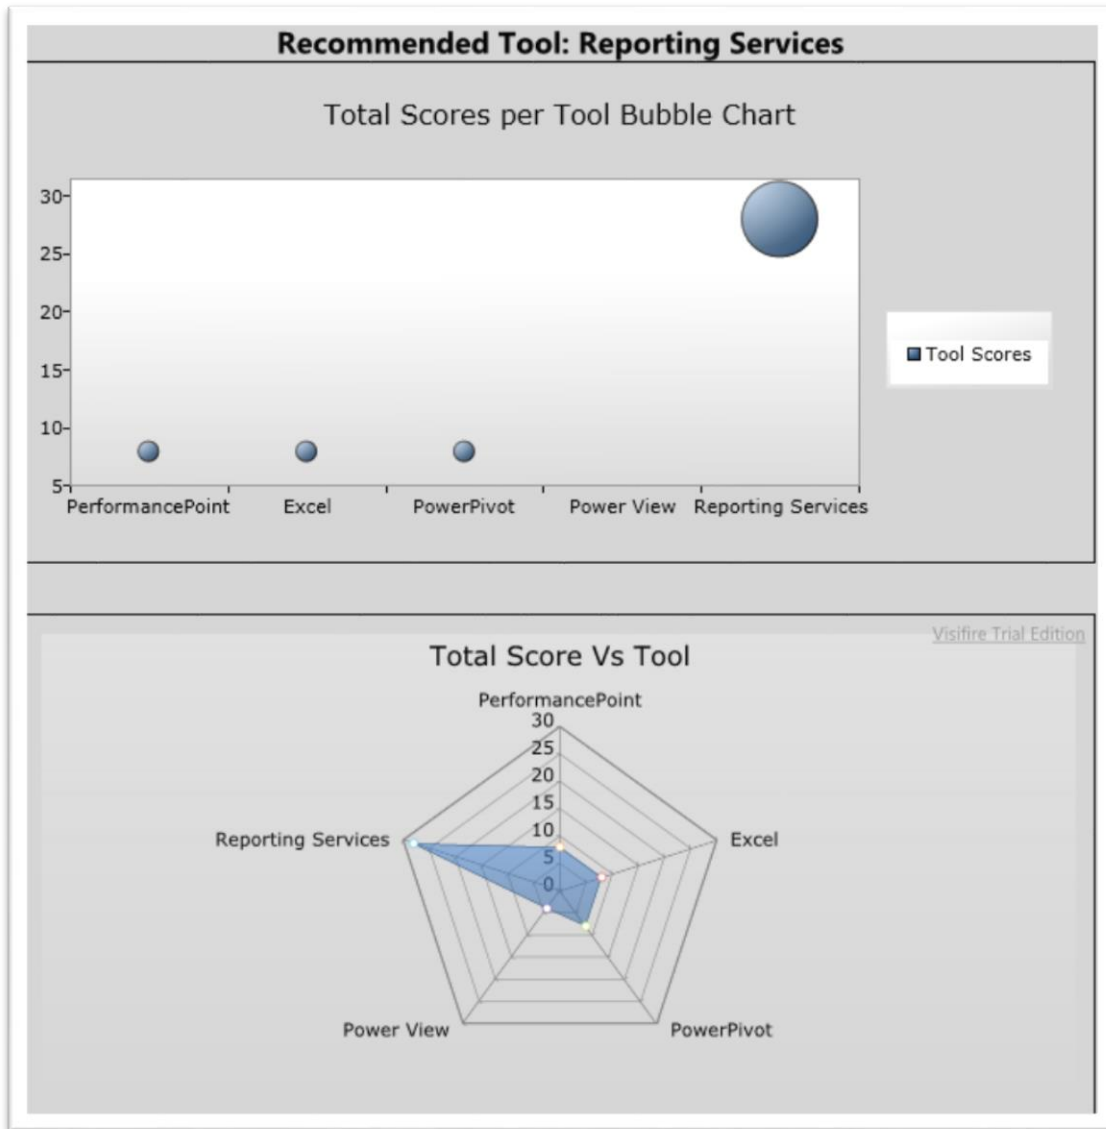 Recommended Tool: Reporting Services
Total Scores per Tool Bubble Chart
30
25
20
15
10
5
PerformancePoint Excel PowerPivot Power View Reporting Services
Tool Scores
Visifire Trial Edition
Total Score Vs Tool
PerformancePoint
30
25
20
15
10
5
0
Reporting Services
Excel
Power View
PowerPivot